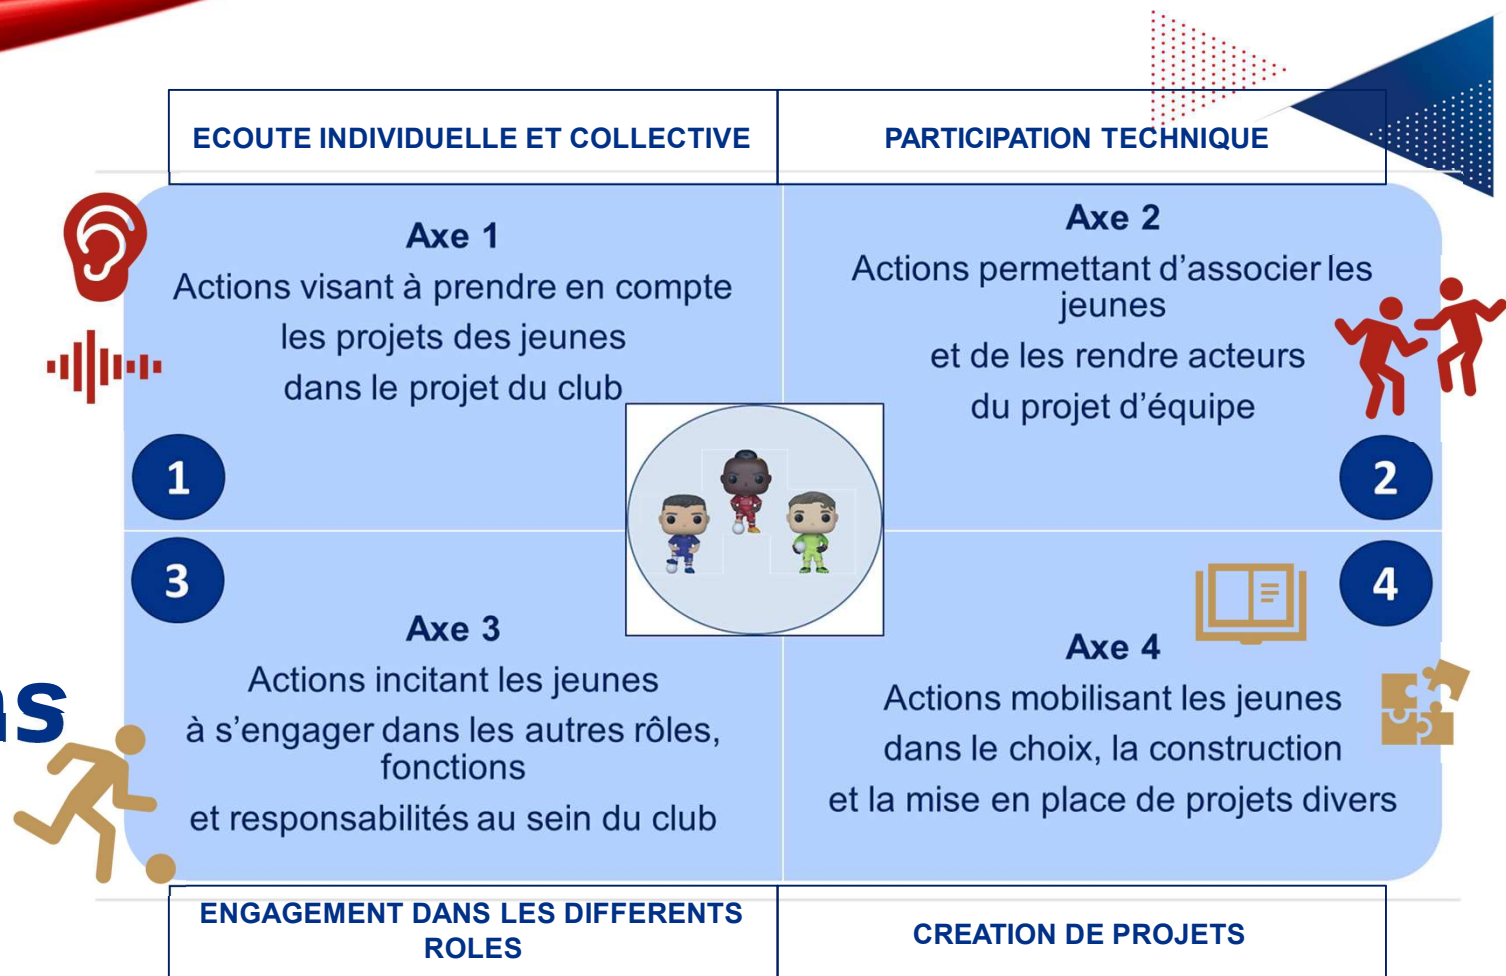 ECOUTE INDIVIDUELLE ET COLLECTIVE
PARTICIPATION TECHNIQUE
Axe 1
Actions visant à prendre en compte
les projets des jeunes
dans le projet du club
1
Axe 2
Actions permettant d'associer les
jeunes
et de les rendre acteurs
du projet d'équipe
2
3
Axe 3
Actions incitant les jeunes
à s'engager dans les autres rôles,
fonctions
et responsabilités au sein du club
4
Axe 4
Actions mobilisant les jeunes
dans le choix, la construction
et la mise en place de projets divers
ENGAGEMENT DANS LES DIFFERENTS
ROLES
CREATION DE PROJETS